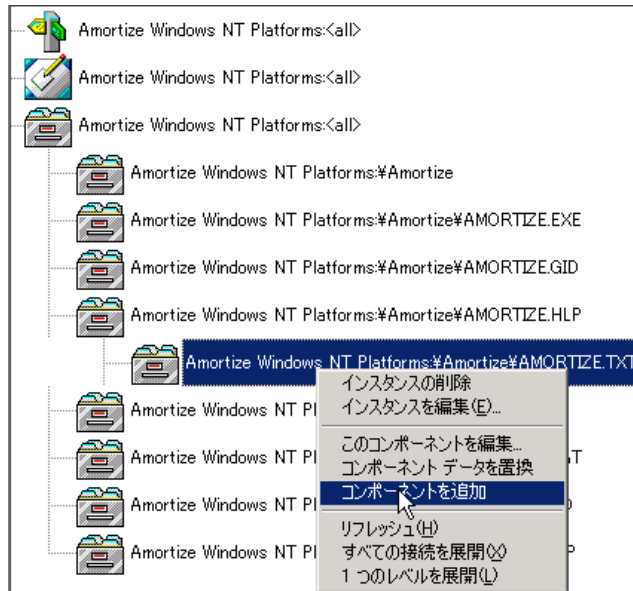 Amortize Windows NT Platforms:<all>
Amortize Windows NT Platforms:<all>
Amortize Windows NT Platforms:<all>
Amortize Windows NT Platforms:¥Amortize
Amortize Windows NT Platforms:¥Amortize¥AMORTIZE.EXE
Amortize Windows NT Platforms:¥Amortize¥AMORTIZE.GID
Amortize Windows NT Platforms:¥Amortize¥AMORTIZE.HLP
Amortize Windows NT Platforms:¥Amortize¥AMORTIZE.TXT
インスタンスの削除
Amortize Windows NT Pl
インスタンスを編集(E)...
このコンポーネントを編集...
Amortize Windows NT Pl
コンポーネント データを置換
コンポーネントを追加
Amortize Windows NT Pl
リフレッシュ(H)
Amortize Windows NT Pl
すべての接続を展開(X)
1 つのレベルを展開(L)